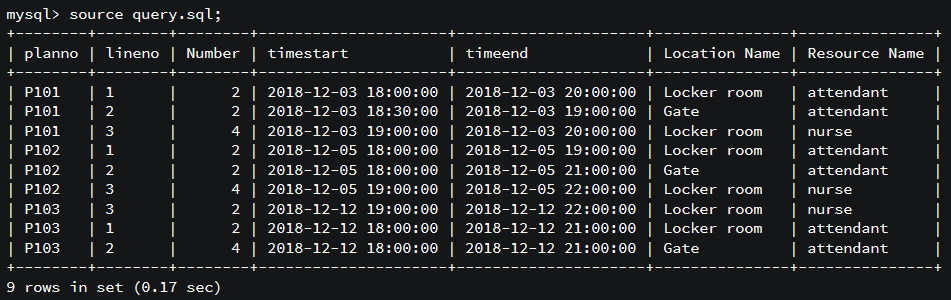 mysql> source query.sql;
+--------+--------+--------+---------------------+---------------------+---------------+---------------+
| planno | lineno | Number | timestart           | timeend             | Location Name | Resource Name |
+--------+--------+--------+---------------------+---------------------+---------------+---------------+
| P101   | 1      |      2 | 2018-12-03 18:00:00 | 2018-12-03 20:00:00 | Locker room   | attendant     |
| P101   | 2      |      2 | 2018-12-03 18:30:00 | 2018-12-03 19:00:00 | Gate          | attendant     |
| P101   | 3      |      4 | 2018-12-03 19:00:00 | 2018-12-03 20:00:00 | Locker room   | nurse         |
| P102   | 1      |      2 | 2018-12-05 18:00:00 | 2018-12-05 19:00:00 | Locker room   | attendant     |
| P102   | 2      |      2 | 2018-12-05 18:00:00 | 2018-12-05 21:00:00 | Gate          | attendant     |
| P102   | 3      |      4 | 2018-12-05 19:00:00 | 2018-12-05 22:00:00 | Locker room   | nurse         |
| P103   | 3      |      2 | 2018-12-12 19:00:00 | 2018-12-12 22:00:00 | Locker room   | nurse         |
| P103   | 1      |      2 | 2018-12-12 18:00:00 | 2018-12-12 21:00:00 | Locker room   | attendant     |
| P103   | 2      |      4 | 2018-12-12 18:00:00 | 2018-12-12 21:00:00 | Gate          | attendant     |
+--------+--------+--------+---------------------+---------------------+---------------+---------------+
9 rows in set (0.17 sec)